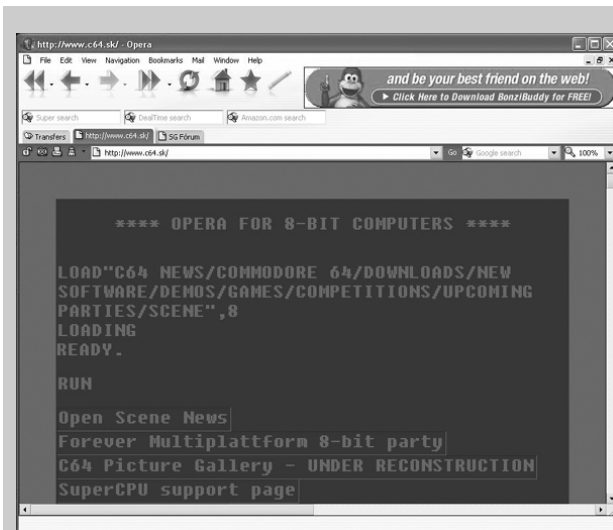 http://www.c64.sk/ - Opera
File Edit View Navigation Bookmarks Mail Window Help
and be your best friend on the web!
Click Here to Download BonziBuddy for FREE!
Super search DealTime search Amazon.com search
Transfers http://www.c64.sk/ SG Fórum
http://www.c64.sk/ Go Google search 100%
**** OPERA FOR 8-BIT COMPUTERS ****
LOAD"C64 NEWS/COMMODORE 64/DOWNLOADS/NEW
SOFTWARE/DEMOS/GAMES/COMPETITIONS/UPCOMING
PARTIES/SCENE",8
LOADING
READY.
RUN
Open Scene News
Forever Multiplattform 8-bit party
C64 Picture Gallery - UNDER RECONSTRUCTION
SuperCPU support page